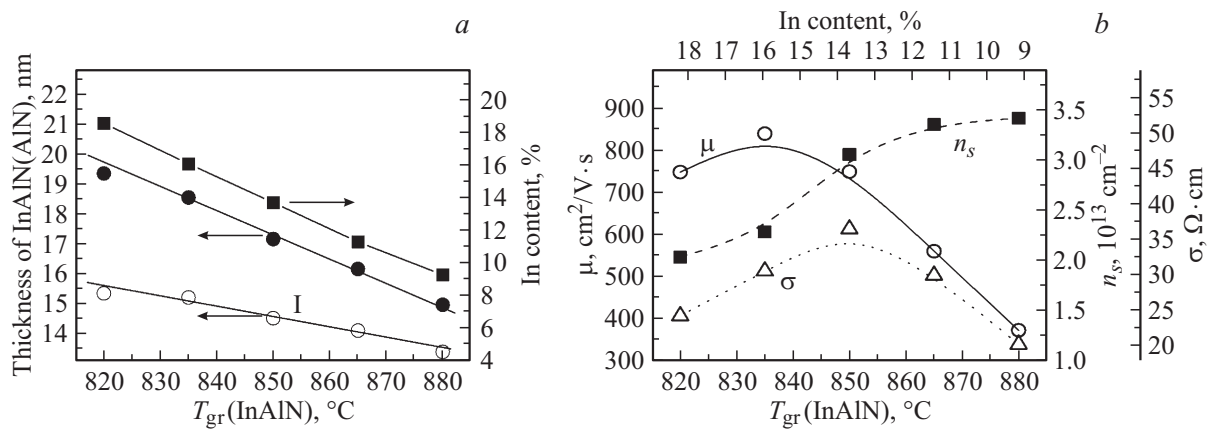 a
Thickness of InAlN(AlN), nm
22
21
20
19
18
17
16
15
14
I
20
18
16
14
12
10
8
6
4
In content, %
820 830 840 850 860 870 880
T_gr (InAlN), °C
In content, %
b
18 17 16 15 14 13 12 11 10 9
μ, cm²/V·s
900
800
700
600
500
400
300
μ
n_s
σ
3.5
3.0
2.5
2.0
1.5
1.0
n_s, 10¹³ cm⁻²
55
50
45
40
35
30
25
20
σ, Ω·cm
820 830 840 850 860 870 880
T_gr (InAlN), °C